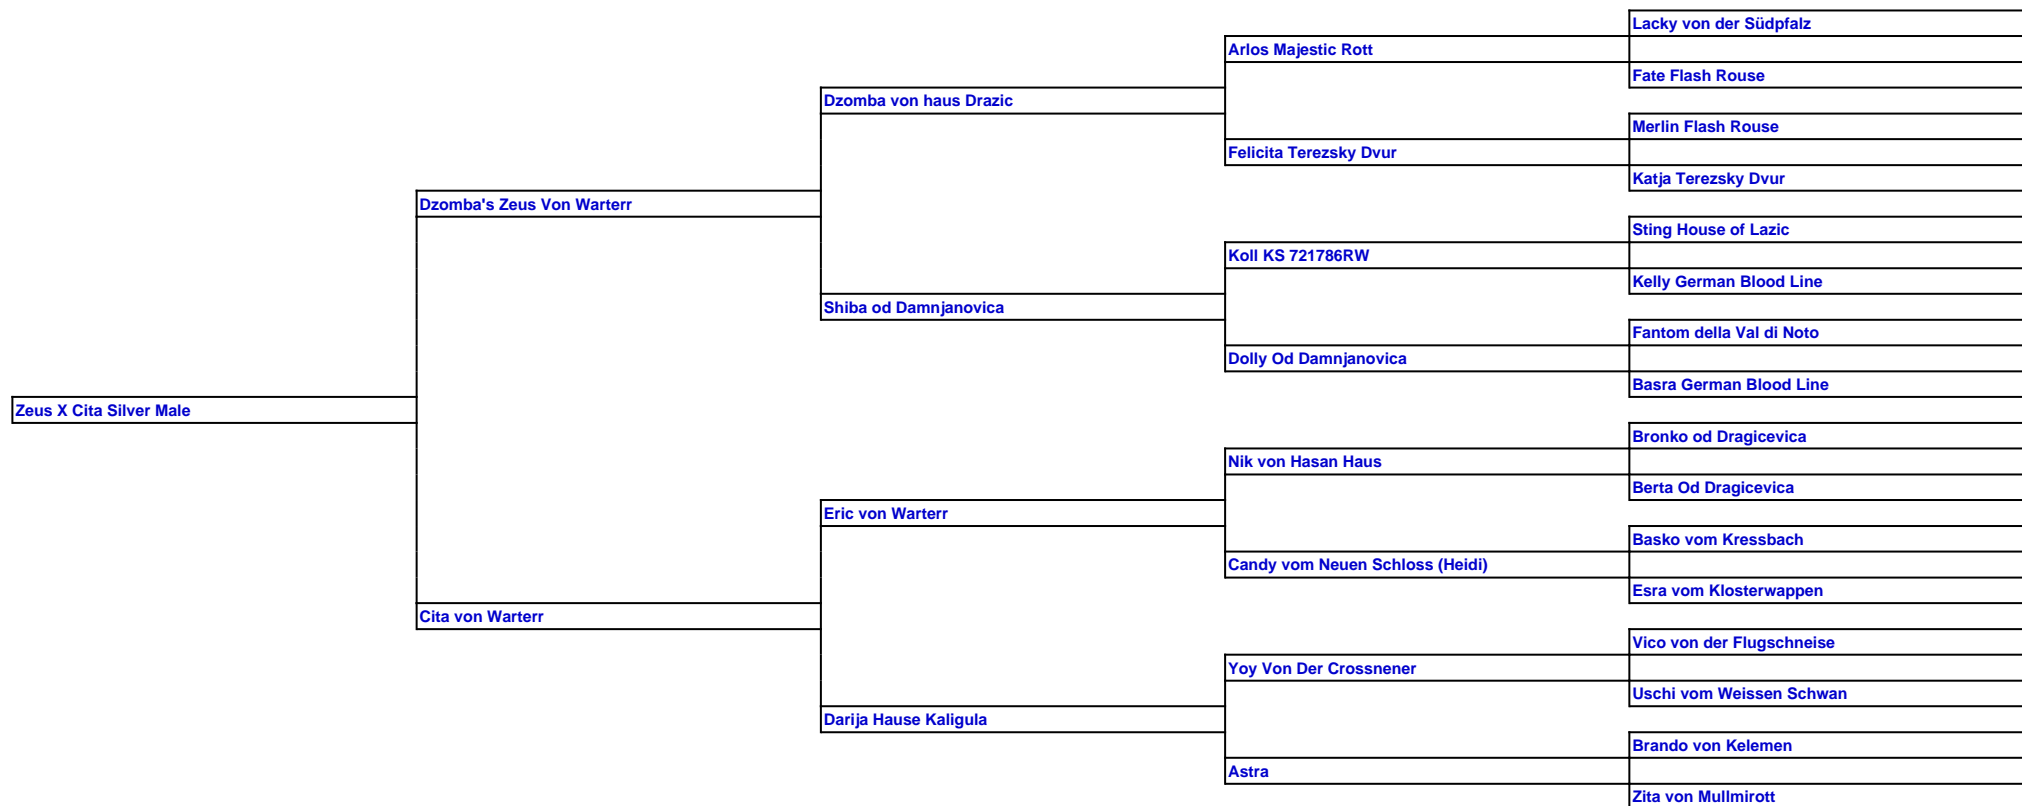 Lacky von der Südpfalz
Arlos Majestic Rott
Fate Flash Rouse
Dzomba von haus Drazic
Merlin Flash Rouse
Felicita Terezsky Dvur
Katja Terezsky Dvur
Dzomba's Zeus Von Warterr
Sting House of Lazic
Koll KS 721786RW
Kelly German Blood Line
Shiba od Damnjanovica
Fantom della Val di Noto
Dolly Od Damnjanovica
Basra German Blood Line
Zeus X Cita Silver Male
Bronko od Dragicevica
Nik von Hasan Haus
Berta Od Dragicevica
Eric von Warterr
Basko vom Kressbach
Candy vom Neuen Schloss (Heidi)
Esra vom Klosterwappen
Cita von Warterr
Vico von der Flugschneise
Yoy Von Der Crossnener
Uschi vom Weissen Schwan
Darija Hause Kaligula
Brando von Kelemen
Astra
Zita von Mullmirott